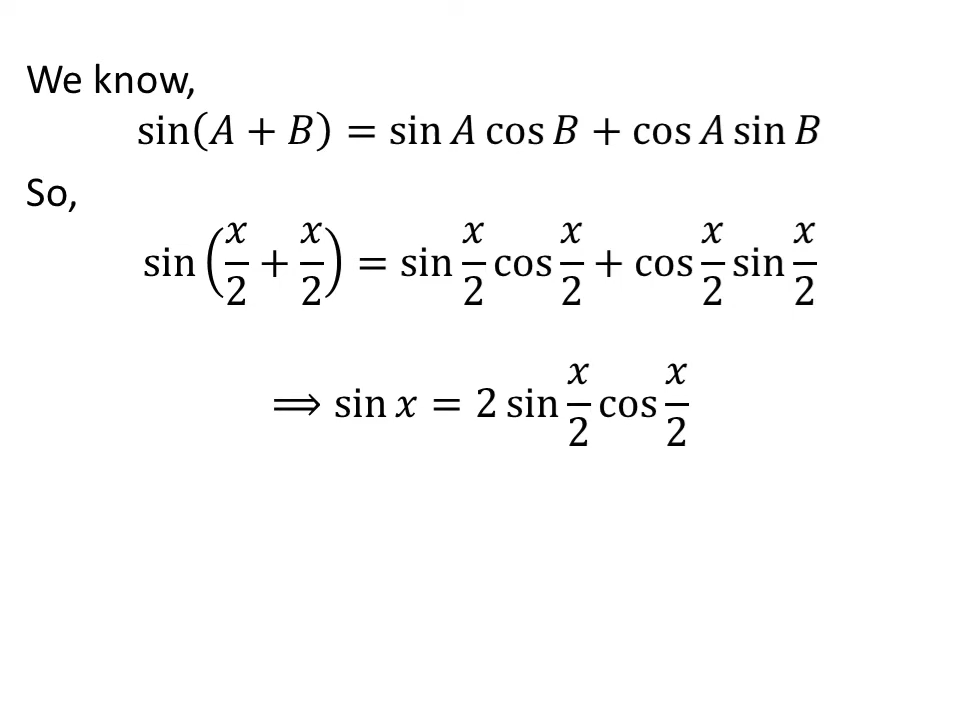 We know,
sin(A + B) = sin A cos B + cos A sin B
So,
sin (x/2 + x/2) = sin x/2 cos x/2 + cos x/2 sin x/2
⟹ sin x = 2 sin x/2 cos x/2